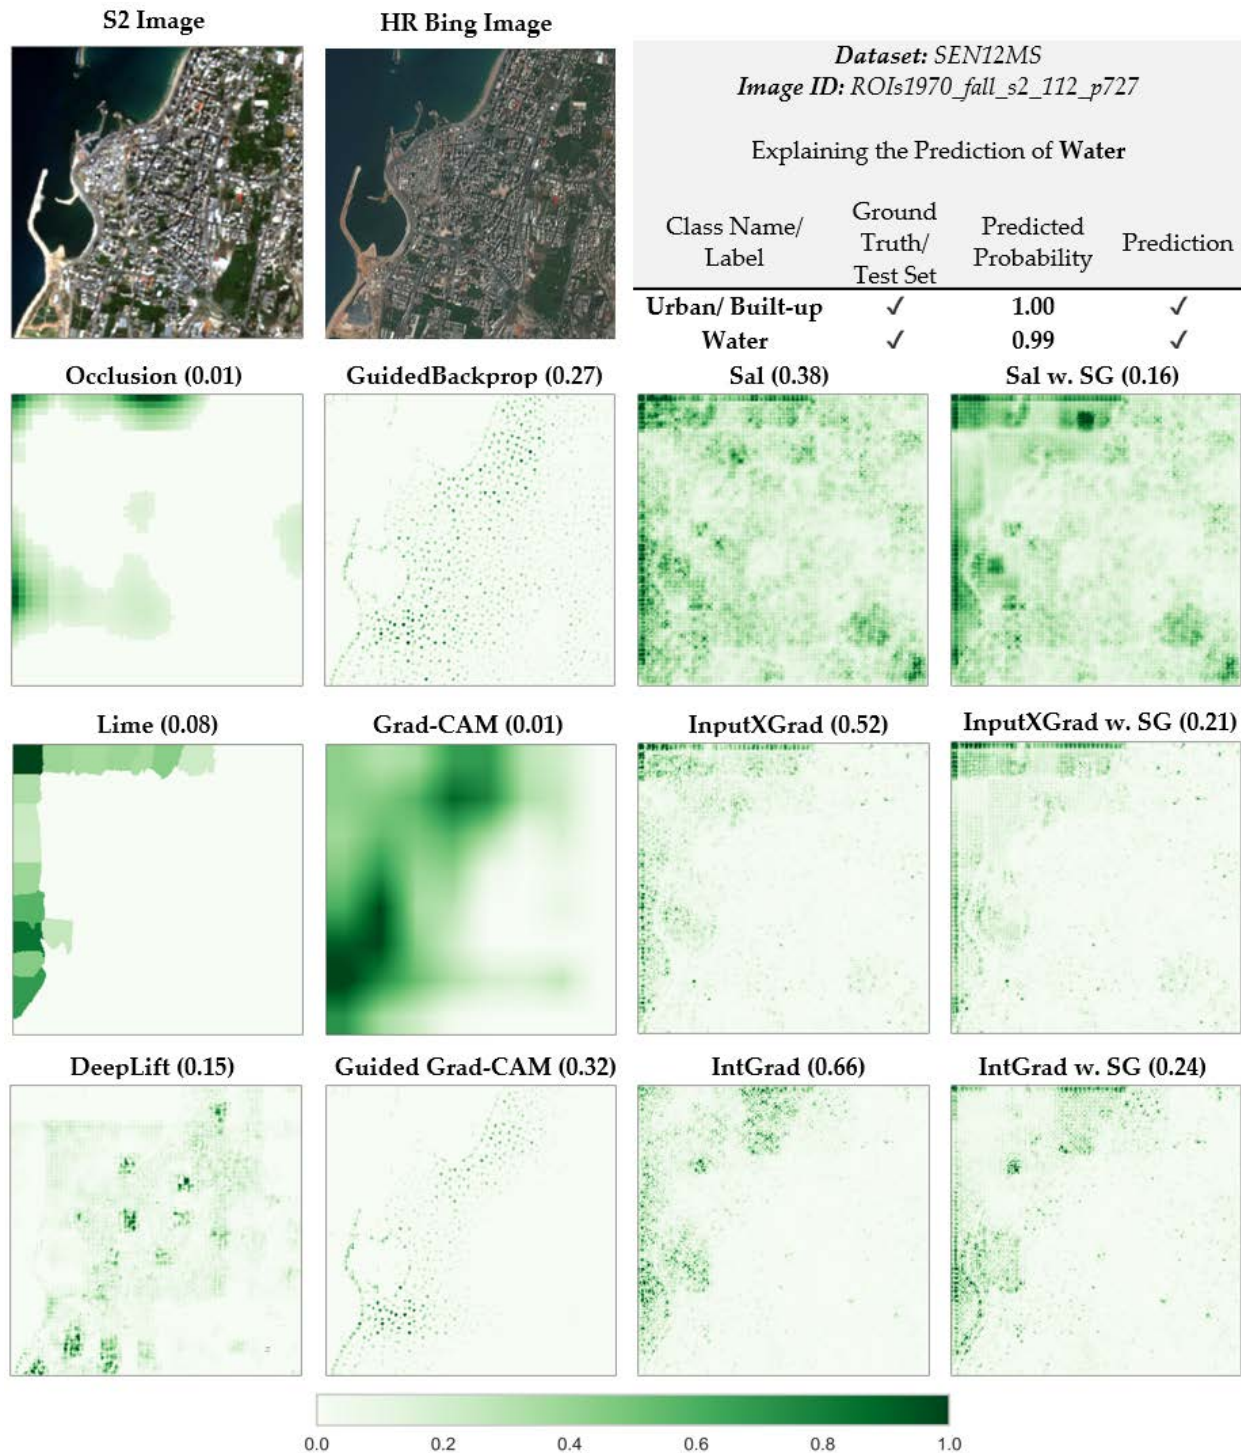 S2 Image
HR Bing Image
Dataset: SEN12MS
Image ID: ROIs1970_fall_s2_112_p727
Explaining the Prediction of Water
Class Name/
Label
Ground
Truth/
Test Set
Predicted
Probability
Prediction
Urban/ Built-up ✓ 1.00 ✓
Water ✓ 0.99 ✓
Occlusion (0.01)
GuidedBackprop (0.27)
Sal (0.38)
Sal w. SG (0.16)
Lime (0.08)
Grad-CAM (0.01)
InputXGrad (0.52)
InputXGrad w. SG (0.21)
DeepLift (0.15)
Guided Grad-CAM (0.32)
IntGrad (0.66)
IntGrad w. SG (0.24)
0.0 0.2 0.4 0.6 0.8 1.0